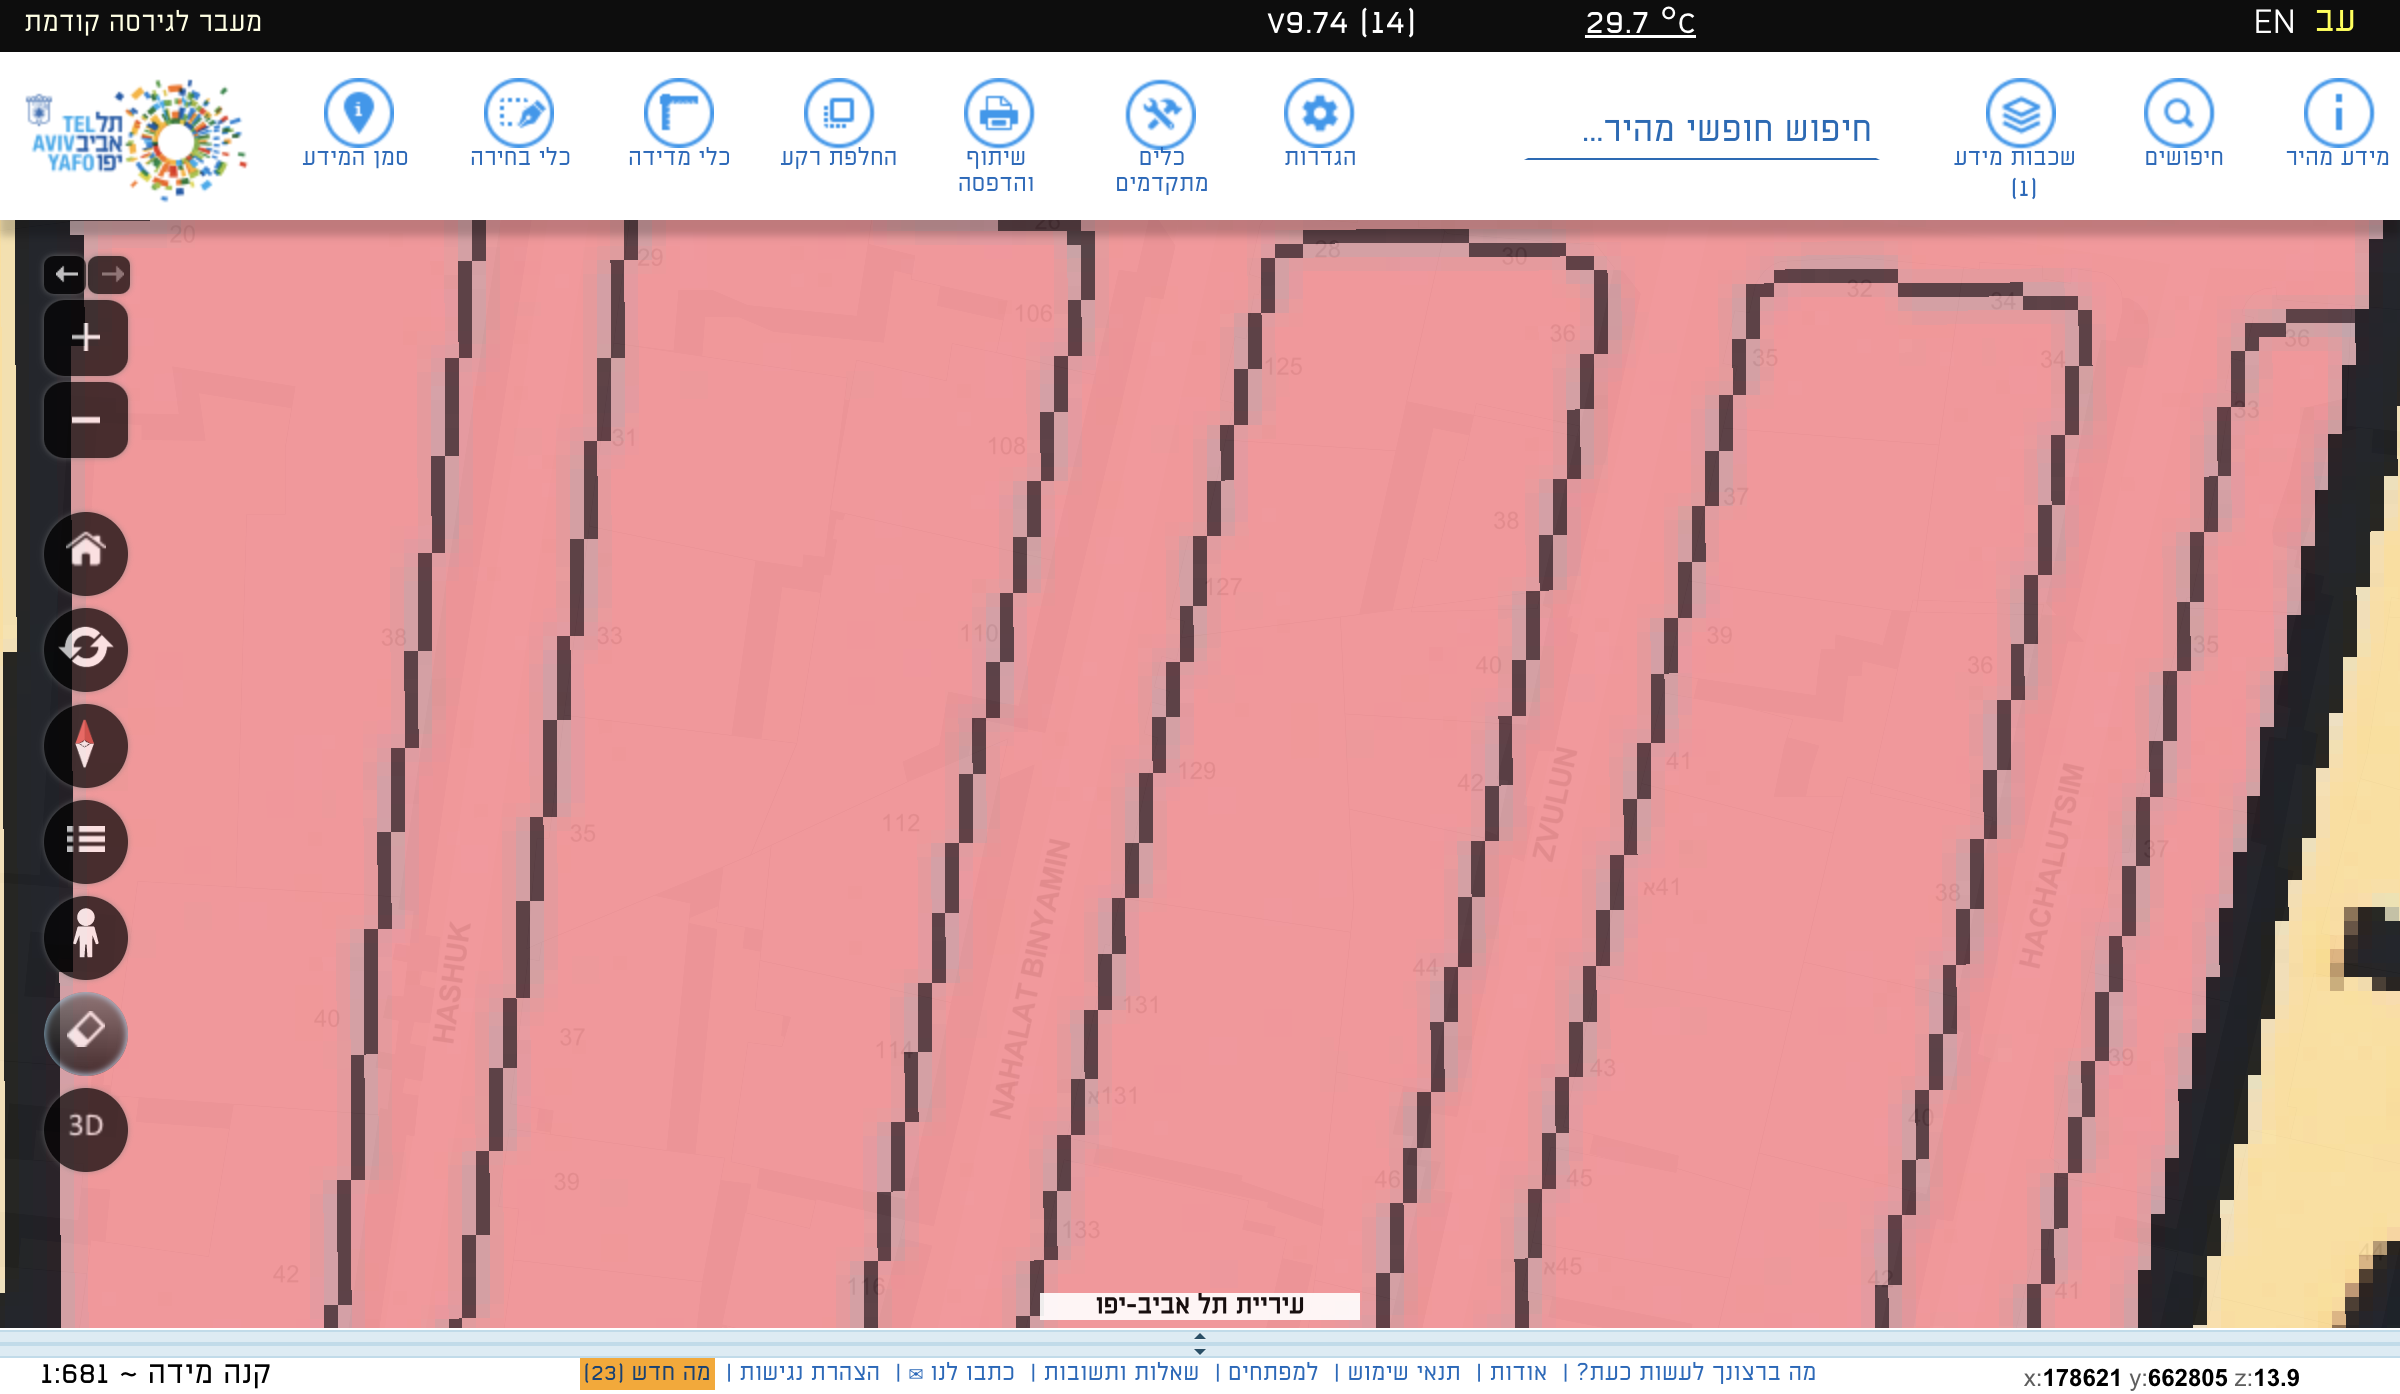 מעבר לגירסה קודמת
V9.74 (14)
29.7 °C
EN עב
TEL AVIV YAFO
תל אביב יפו
סמן המידע
כלי בחירה
כלי מדידה
החלפת רקע
שיתוף והדפסה
כלים מתקדמים
הגדרות
חיפוש חופשי מהיר...
שכבות מידע (1)
חיפושים
מידע מהיר
20
29
26
28
30
32
34
36
106
125
36
35
34
33
31
108
37
38
127
38
33
110
39
40
36
35
129
41
42
35
112
37
ZVULUN
HACHALUTSIM
NAHALAT BINYAMIN
HASHUK
41א
38
44
40
37
131
114
43
39
131א
40
39
46
45
133
42
116
45א
42
41
44
3D
עיריית תל אביב-יפו
קנה מידה ~ 1:681
מה ברצונך לעשות כעת? | אודות | תנאי שימוש | למפתחים | שאלות ותשובות | כתבו לנו ✉ | הצהרת נגישות | מה חדש (23)
x:178621 y:662805 z:13.9